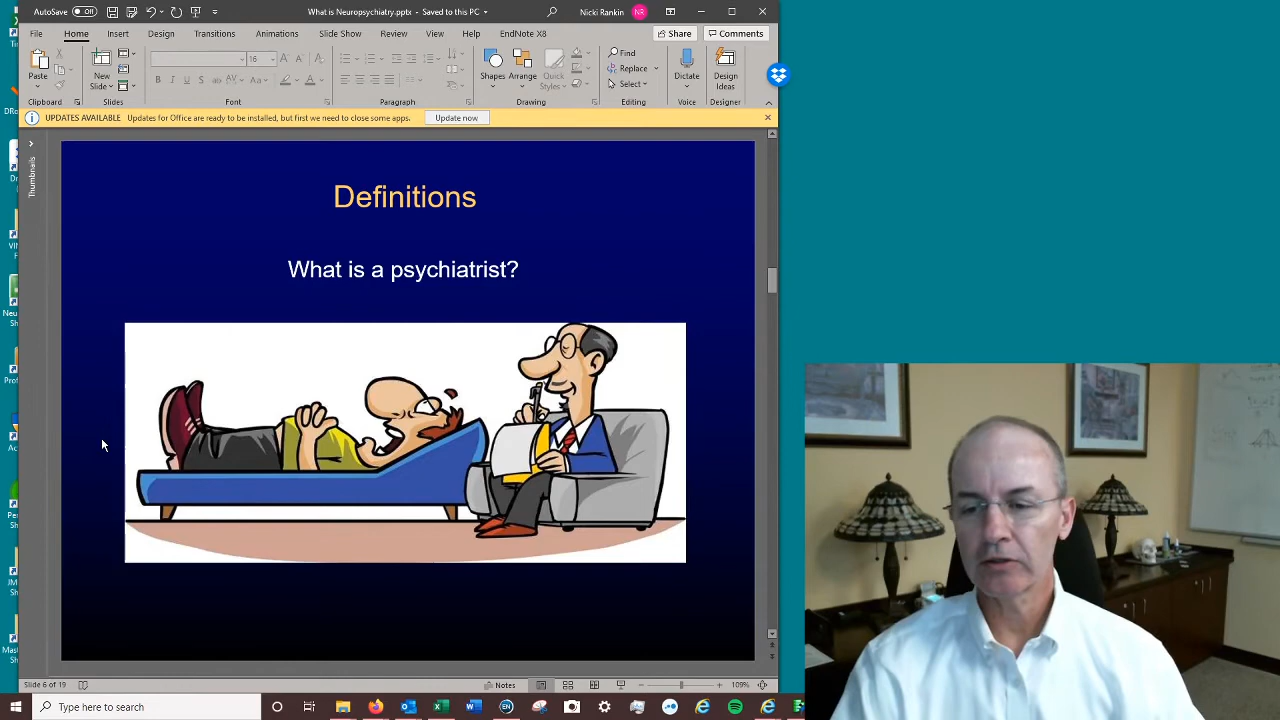 AutoSave Off What is Neuropsychiatry.pptx - Saved to this PC Nicki Rankin NR
File Home Insert Design Transitions Animations Slide Show Review View Help EndNote X8 Share Comments
16
Paste New Slide Shapes Arrange Quick Styles Find Replace Select Dictate Design Ideas
Clipboard Slides Font Paragraph Drawing Editing Voice Designer
UPDATES AVAILABLE Updates for Office are ready to be installed, but first we need to close some apps. Update now
Thumbnails
Definitions
What is a psychiatrist?
Slide 6 of 19 Notes 109%
Type here to search